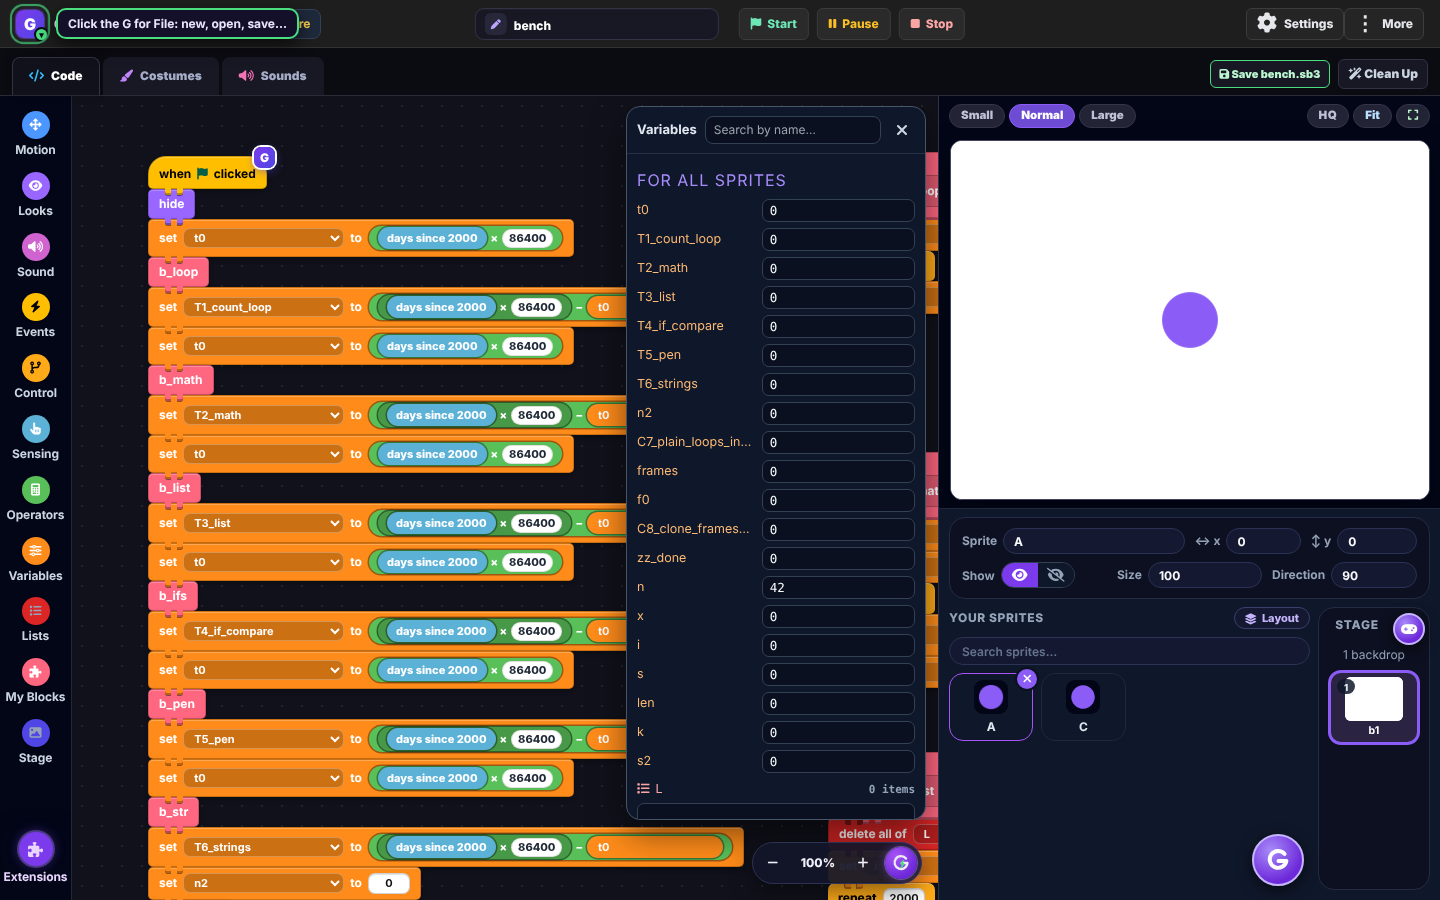 G
Click the G for File: new, open, save...
re
bench
Start
Pause
Stop
Settings
More
Code
Costumes
Sounds
Save bench.sb3
Clean Up
Motion
Looks
Sound
Events
Control
Sensing
Operators
Variables
Lists
My Blocks
Stage
Extensions
G
when clicked
hide
set t0 to days since 2000 × 86400
b_loop
set T1_count_loop to days since 2000 × 86400 – t0
set t0 to days since 2000 × 86400
b_math
set T2_math to days since 2000 × 86400 – t0
set t0 to days since 2000 × 86400
b_list
set T3_list to days since 2000 × 86400 – t0
set t0 to days since 2000 × 86400
b_ifs
set T4_if_compare to days since 2000 × 86400 – t0
set t0 to days since 2000 × 86400
b_pen
set T5_pen to days since 2000 × 86400 – t0
set t0 to days since 2000 × 86400
b_str
set T6_strings to days since 2000 × 86400 – t0
set n2 to 0
Variables
Search by name...
FOR ALL SPRITES
t0 0
T1_count_loop 0
T2_math 0
T3_list 0
T4_if_compare 0
T5_pen 0
T6_strings 0
n2 0
C7_plain_loops_in... 0
frames 0
f0 0
C8_clone_frames... 0
zz_done 0
n 42
x 0
i 0
s 0
len 0
k 0
s2 0
L 0 items
delete all of L
repeat 2000
− 100% + G
Small
Normal
Large
HQ
Fit
Sprite A x 0 y 0
Show Size 100 Direction 90
YOUR SPRITES
Layout
Search sprites...
A
C
STAGE
1 backdrop
1
b1
G